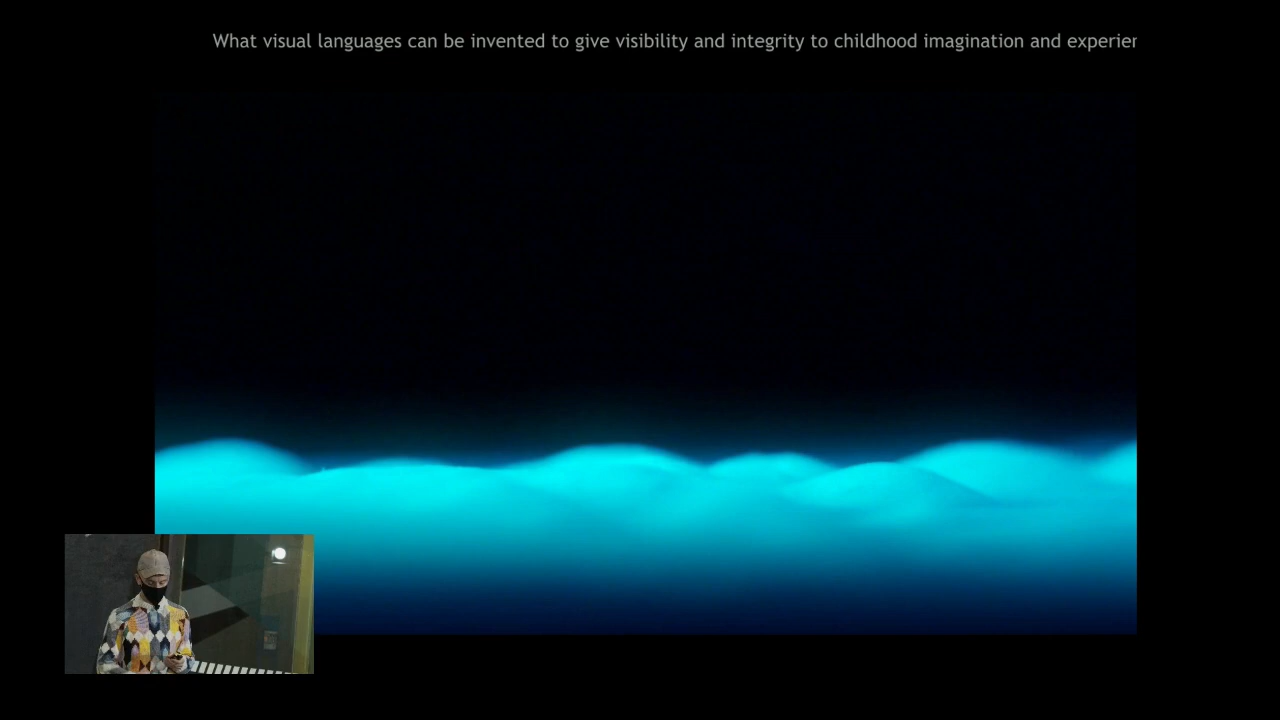 What visual languages can be invented to give visibility and integrity to childhood imagination and